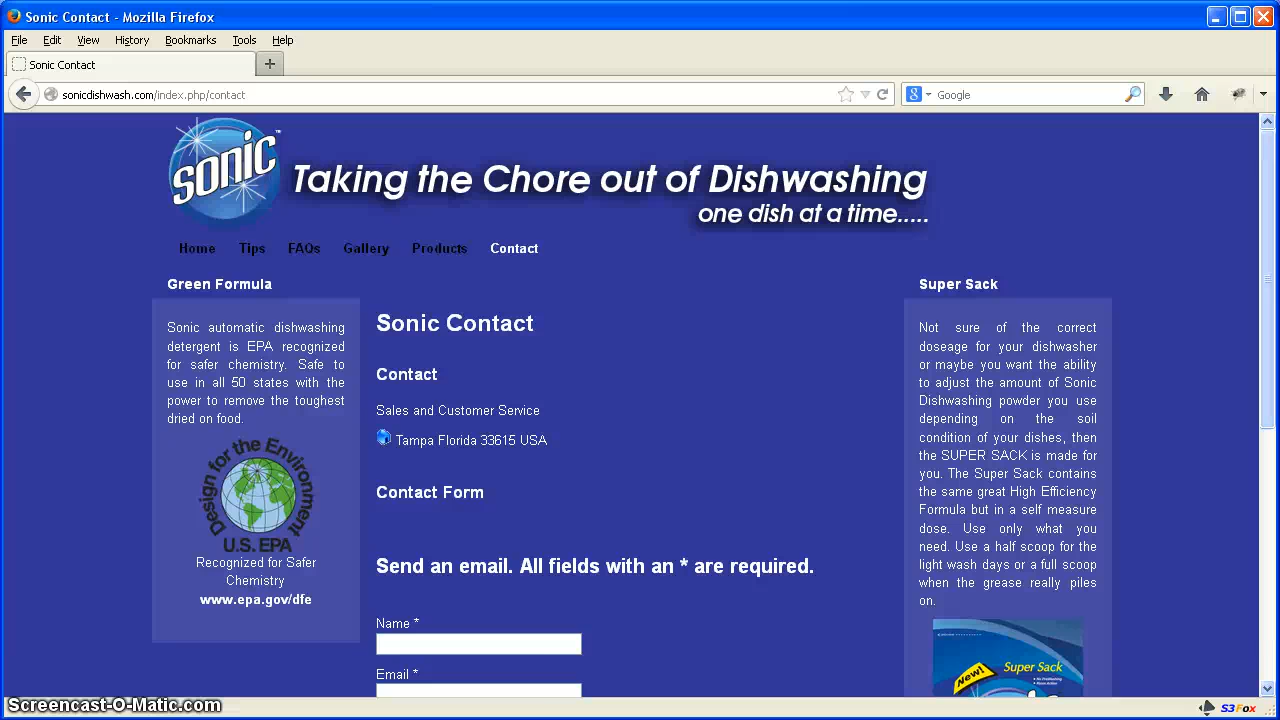 Sonic Contact - Mozilla Firefox
File Edit View History Bookmarks Tools Help
Sonic Contact
sonicdishwash.com/index.php/contact
Google
sonic™
Taking the Chore out of Dishwashing
one dish at a time.....
Home Tips FAQs Gallery Products Contact
Green Formula
Sonic automatic dishwashing
detergent is EPA recognized
for safer chemistry. Safe to
use in all 50 states with the
power to remove the toughest
dried on food.
Design for the Environment
U.S. EPA
Recognized for Safer
Chemistry
www.epa.gov/dfe
Sonic Contact
Contact
Sales and Customer Service
Tampa Florida 33615 USA
Contact Form
Send an email. All fields with an * are required.
Name *
Email *
Super Sack
Not sure of the correct
doseage for your dishwasher
or maybe you want the ability
to adjust the amount of Sonic
Dishwashing powder you use
depending on the soil
condition of your dishes, then
the SUPER SACK is made for
you. The Super Sack contains
the same great High Efficiency
Formula but in a self measure
dose. Use only what you
need. Use a half scoop for the
light wash days or a full scoop
when the grease really piles
on.
Super Sack
New!
Screencast-O-Matic.com
S3Fox